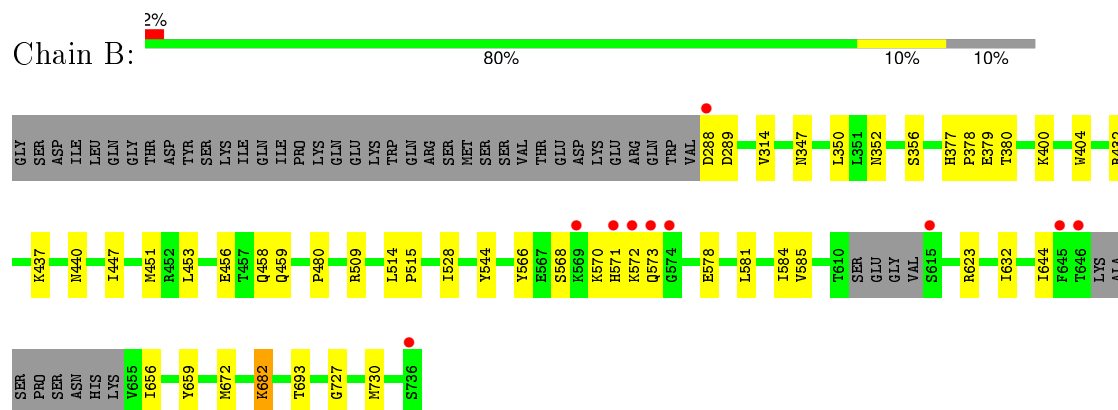 2%
Chain B:
80% 10% 10%
GLY SER ASP ILE LEU GLN GLY THR ASP TYR SER LYS ILE GLN ILE PRO LYS GLN GLU LYS TRP GLN ARG SER MET SER SER VAL THR GLU ASP LYS GLU ARG GLN TRP VAL D288 D289 V314 N347 L350 L351 N352 S356 H377 P378 E379 T380 K400 W404 R432
K437 N440 I447 M451 R452 L453 E456 T457 Q458 Q459 P480 R509 L514 P515 I528 Y544 Y566 E567 S568 K569 K570 H571 K572 Q573 G574 E578 L581 I584 V585 T610 SER GLU GLY VAL S615 R623 I632 I644 F645 T646 LYS ALA
SER PRO SER ASN HIS LYS V655 I656 Y659 M672 K682 T693 G727 M730 S736